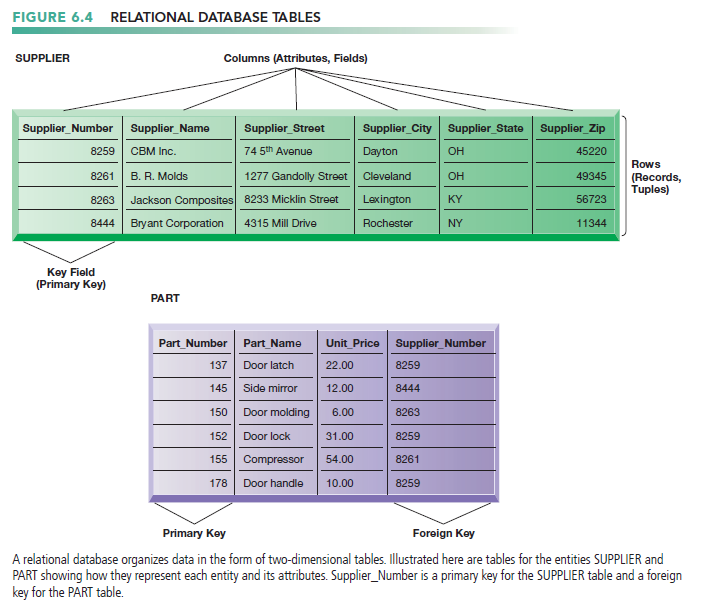 FIGURE 6.4 RELATIONAL DATABASE TABLES
SUPPLIER
Columns (Attributes, Fields)
Supplier_Number Supplier_Name Supplier_Street Supplier_City Supplier_State Supplier_Zip
8259 CBM Inc. 74 5th Avenue Dayton OH 45220
8261 B. R. Molds 1277 Gandolly Street Cleveland OH 49345
8263 Jackson Composites 8233 Micklin Street Lexington KY 56723
8444 Bryant Corporation 4315 Mill Drive Rochester NY 11344
Rows
(Records,
Tuples)
Key Field
(Primary Key)
PART
Part_Number Part_Name Unit_Price Supplier_Number
137 Door latch 22.00 8259
145 Side mirror 12.00 8444
150 Door molding 6.00 8263
152 Door lock 31.00 8259
155 Compressor 54.00 8261
178 Door handle 10.00 8259
Primary Key Foreign Key
A relational database organizes data in the form of two-dimensional tables. Illustrated here are tables for the entities SUPPLIER and
PART showing how they represent each entity and its attributes. Supplier_Number is a primary key for the SUPPLIER table and a foreign
key for the PART table.